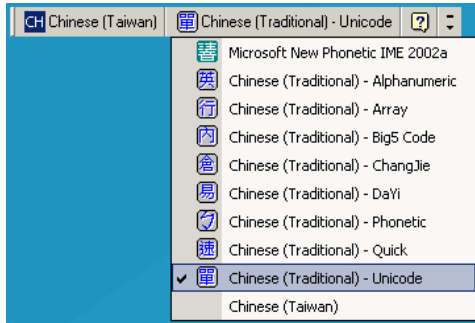 CH Chinese (Taiwan) 單 Chinese (Traditional) - Unicode ?
Microsoft New Phonetic IME 2002a
英 Chinese (Traditional) - Alphanumeric
行 Chinese (Traditional) - Array
內 Chinese (Traditional) - Big5 Code
倉 Chinese (Traditional) - ChangJie
易 Chinese (Traditional) - DaYi
ㄅ Chinese (Traditional) - Phonetic
速 Chinese (Traditional) - Quick
單 Chinese (Traditional) - Unicode
Chinese (Taiwan)